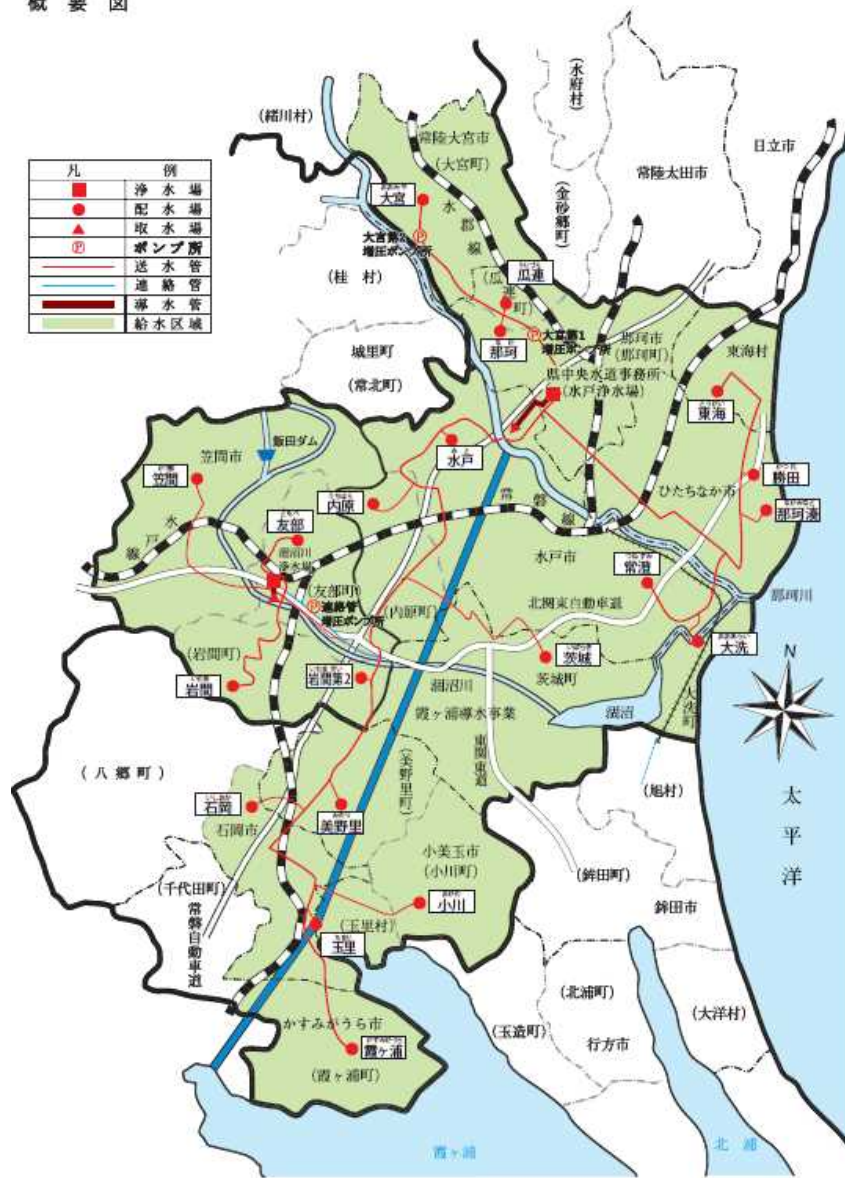 概要図
凡例
浄水場
配水場
取水場
Ⓟ ポンプ所
送水管
連絡管
導水管
給水区域
(緒川村)
(水府村)
日立市
常陸大宮市
(大宮町)
常陸太田市
(金砂郷町)
大宮
水郡線
大宮第2
増圧ポンプ所
(桂村)
瓜連
(瓜連町)
那珂
大宮第1
増圧ポンプ所
那珂市
(那珂町)
東海村
城里町
(常北町)
県中央水道事務所
(水戸浄水場)
東海
飯田ダム
笠間市
笠間
水戸
勝田
ひたちなか市
内原
那珂湊
常磐線
友部
水戸線
涸沼川
浄水場
水戸市
常澄
(友部町)
連絡管
増圧ポンプ所
(内原町)
北関東自動車道
那珂川
大洗
(岩間町)
岩間
岩間第2
茨城
茨城町
涸沼川
涸沼
大洗町
N
霞ヶ浦導水事業
東関東道
(美野里町)
(八郷町)
(旭村)
太平洋
石岡
石岡市
美野里
小美玉市
(小川町)
(鉾田町)
(千代田町)
小川
鉾田市
常磐自動車道
(玉里村)
玉里
(北浦町)
(玉造町)
(大洋村)
行方市
かすみがうら市
霞ヶ浦
(霞ヶ浦町)
霞ヶ浦
北浦